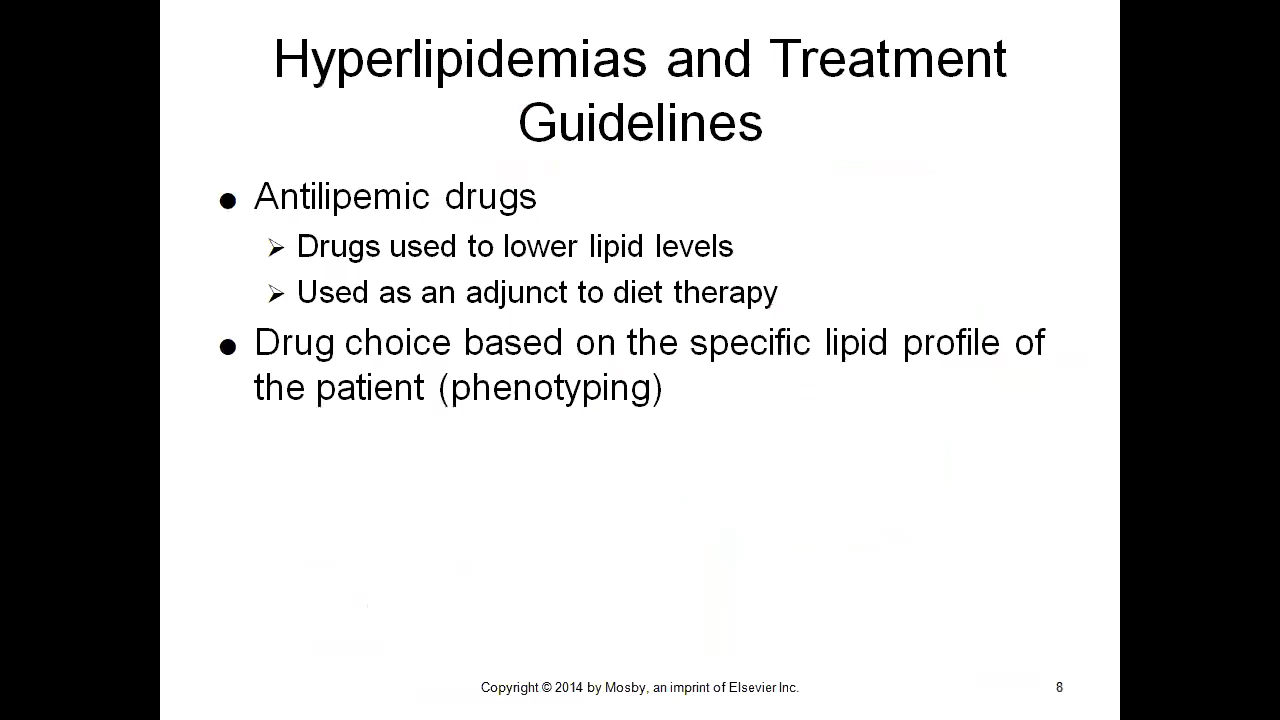 Hyperlipidemias and Treatment
Guidelines
● Antilipemic drugs
➢ Drugs used to lower lipid levels
➢ Used as an adjunct to diet therapy
● Drug choice based on the specific lipid profile of
the patient (phenotyping)
Copyright © 2014 by Mosby, an imprint of Elsevier Inc.
8